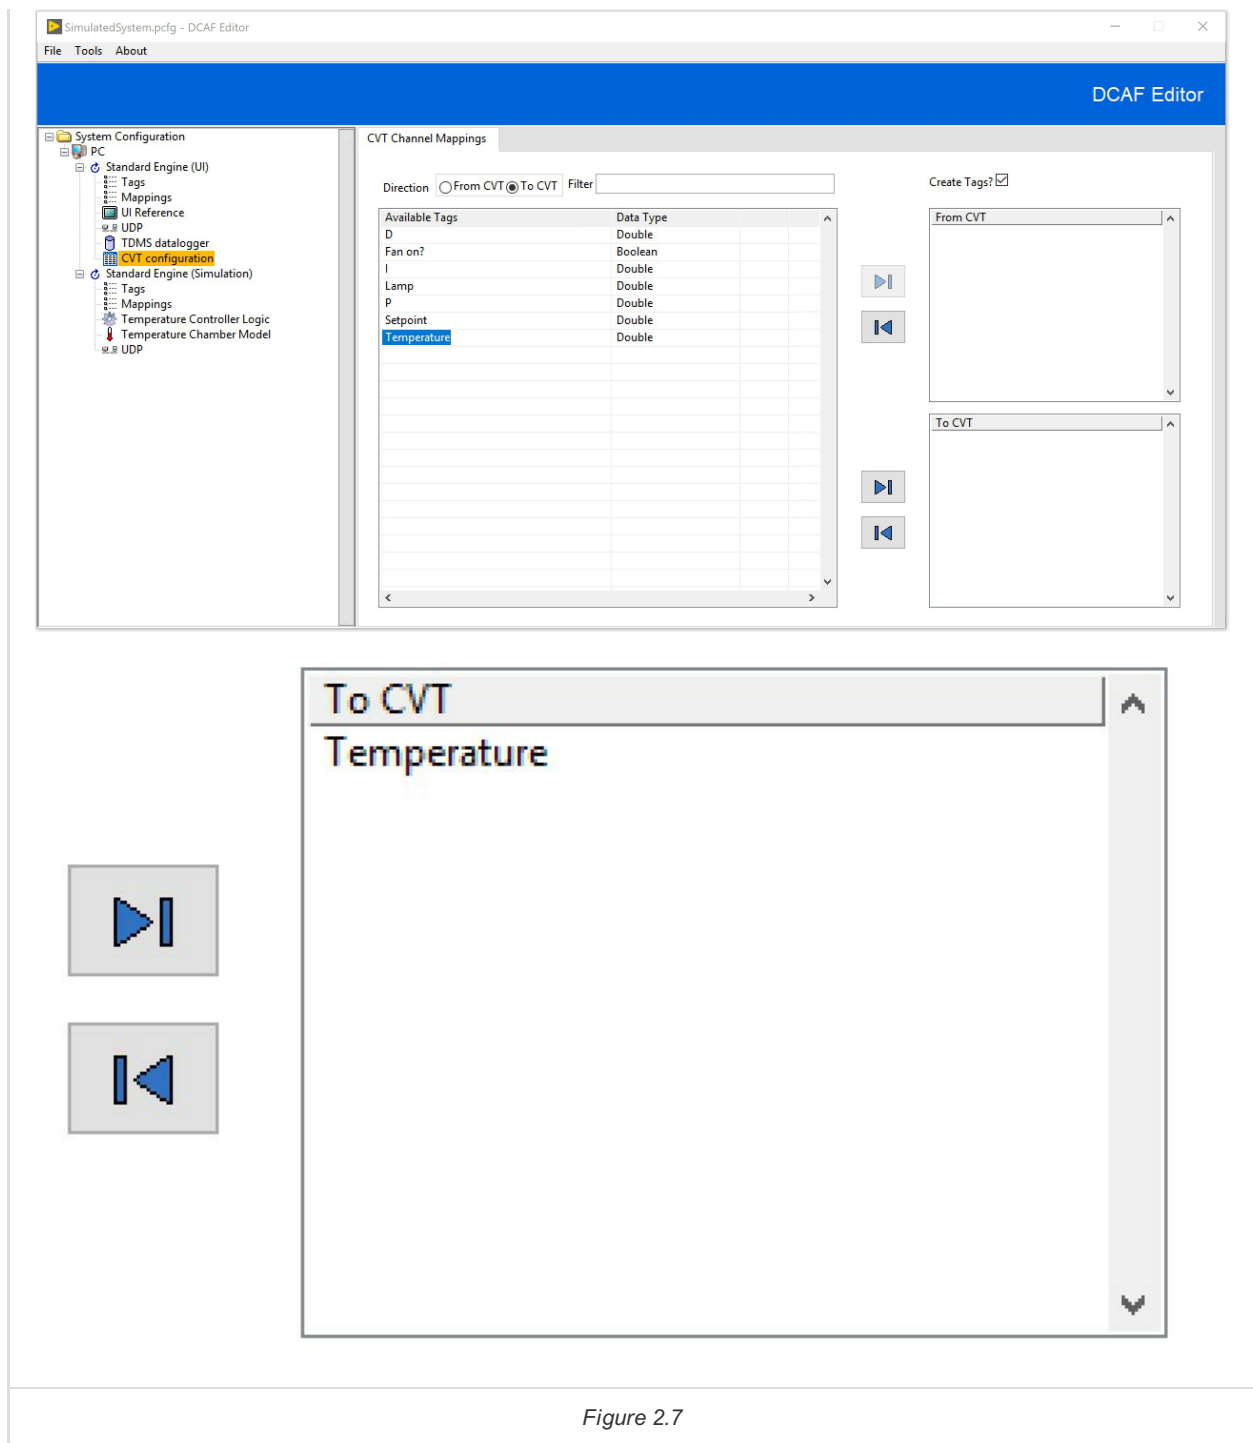 SimulatedSystem.pcfg - DCAF Editor
File Tools About
DCAF Editor
System Configuration
PC
Standard Engine (UI)
Tags
Mappings
UI Reference
UDP
TDMS datalogger
CVT configuration
Standard Engine (Simulation)
Tags
Mappings
Temperature Controller Logic
Temperature Chamber Model
UDP
CVT Channel Mappings
Direction From CVT To CVT Filter
Create Tags?
Available Tags Data Type
D Double
Fan on? Boolean
I Double
Lamp Double
P Double
Setpoint Double
Temperature Double
From CVT
To CVT
To CVT
Temperature
Figure 2.7